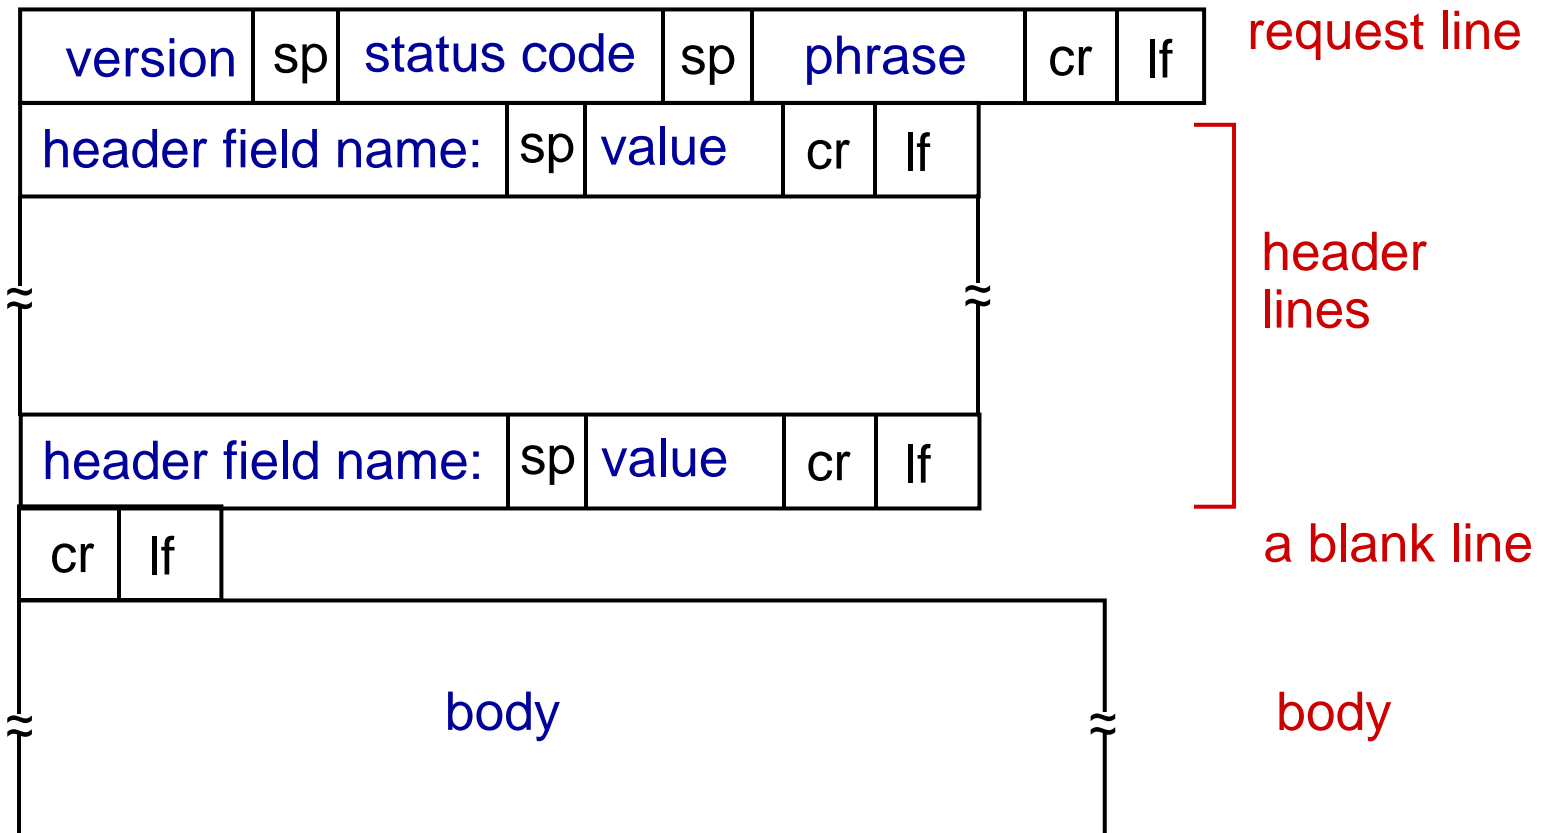 version sp status code sp phrase cr lf request line
header field name: sp value cr lf
header
lines
header field name: sp value cr lf
cr lf a blank line
body body